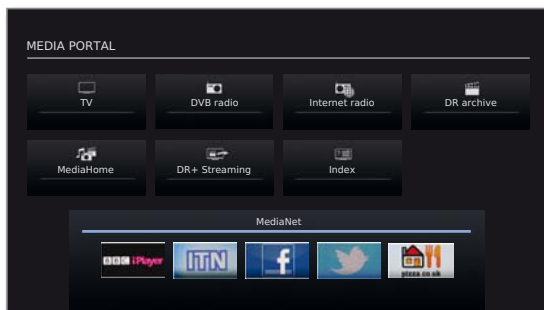 MEDIA PORTAL
TV
DVB radio
Internet radio
DR archive
MediaHome
DR+ Streaming
Index
MediaNet
BBC iPlayer
ITN
f
pizza.co uk